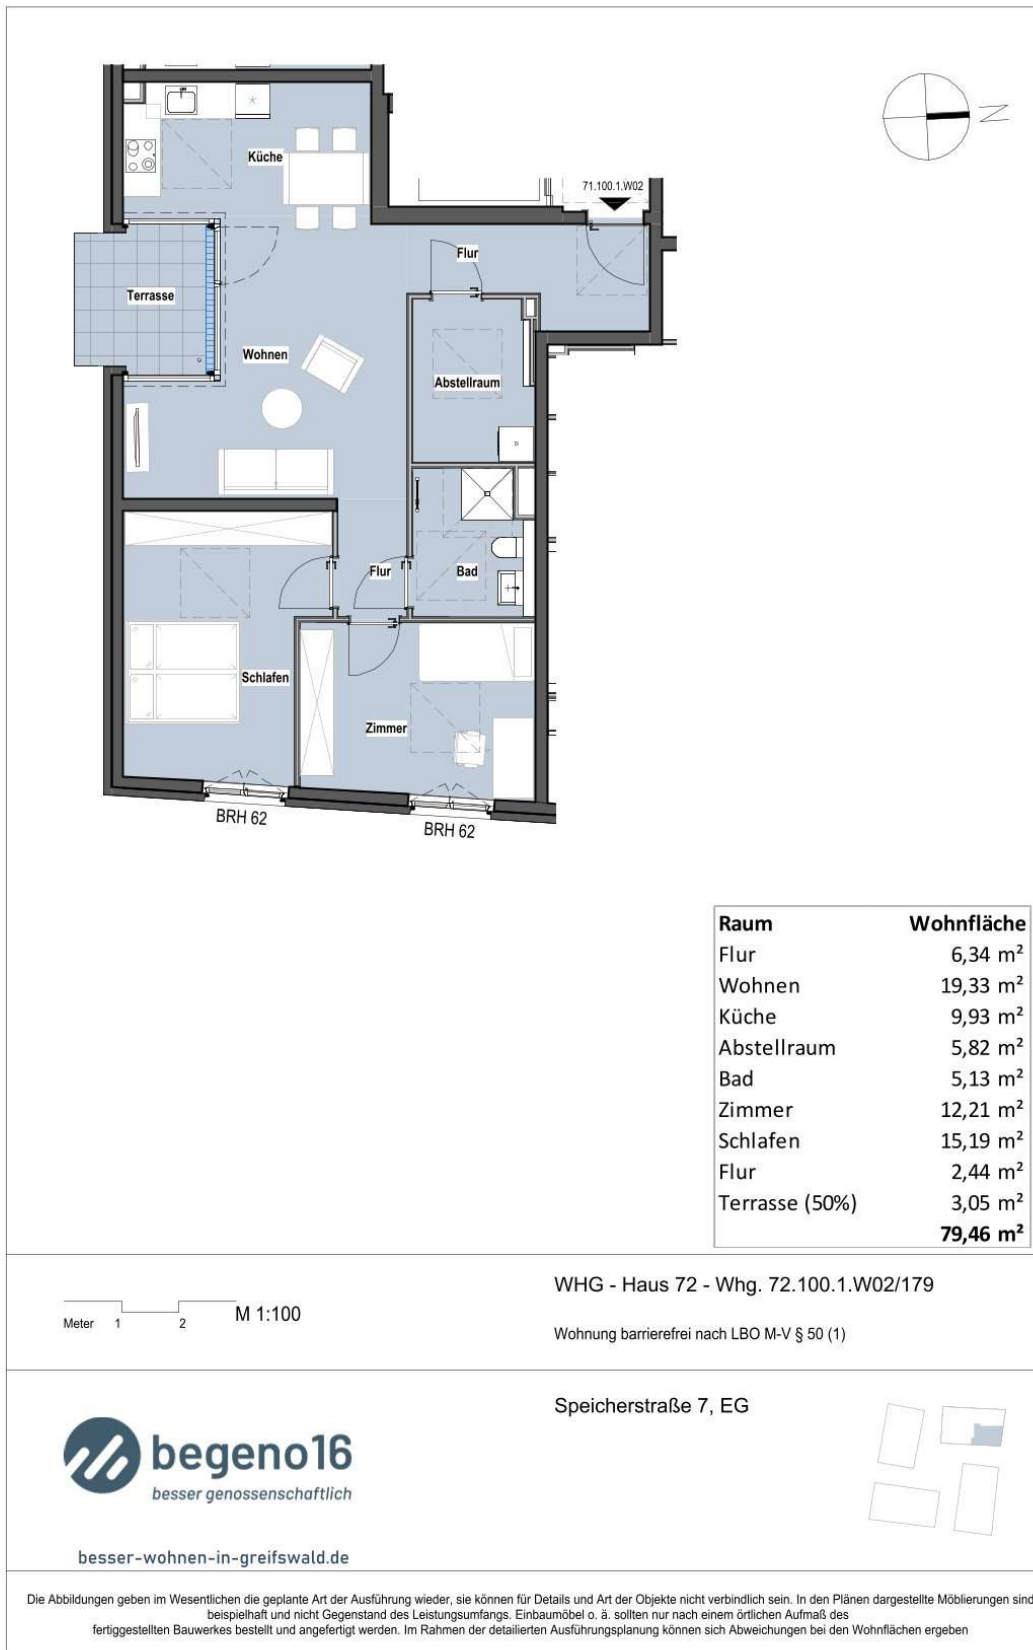 71.100.1.W02
Küche
Flur
N
Terrasse
Wohnen
Abstellraum
Flur
Bad
Schlafen
Zimmer
BRH 62
BRH 62
Raum Wohnfläche
Flur 6,34 m²
Wohnen 19,33 m²
Küche 9,93 m²
Abstellraum 5,82 m²
Bad 5,13 m²
Zimmer 12,21 m²
Schlafen 15,19 m²
Flur 2,44 m²
Terrasse (50%) 3,05 m²
79,46 m²
Meter 1 2 M 1:100
WHG - Haus 72 - Whg. 72.100.1.W02/179
Wohnung barrierefrei nach LBO M-V § 50 (1)
Speicherstraße 7, EG
begeno16
besser genossenschaftlich
besser-wohnen-in-greifswald.de
Die Abbildungen geben im Wesentlichen die geplante Art der Ausführung wieder, sie können für Details und Art der Objekte nicht verbindlich sein. In den Plänen dargestellte Möblierungen sind
beispielhaft und nicht Gegenstand des Leistungsumfangs. Einbaumöbel o. ä. sollten nur nach einem örtlichen Aufmaß des
fertiggestellten Bauwerkes bestellt und angefertigt werden. Im Rahmen der detailierten Ausführungsplanung können sich Abweichungen bei den Wohnflächen ergeben